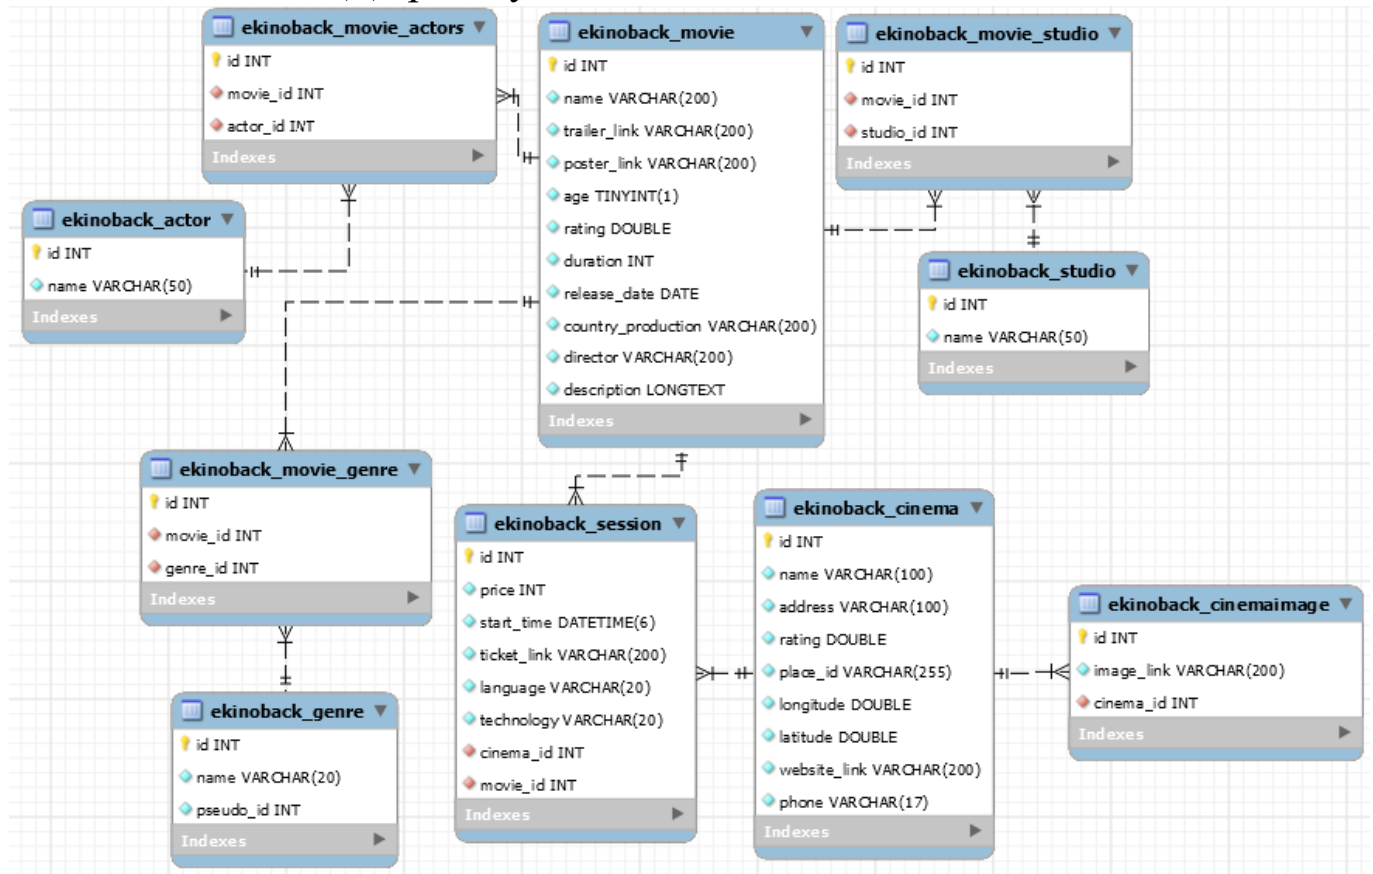 ekinoback_movie_actors
id INT
movie_id INT
actor_id INT
Indexes
ekinoback_movie
id INT
name VARCHAR(200)
trailer_link VARCHAR(200)
poster_link VARCHAR(200)
age TINYINT(1)
rating DOUBLE
duration INT
release_date DATE
country_production VARCHAR(200)
director VARCHAR(200)
description LONGTEXT
Indexes
ekinoback_movie_studio
id INT
movie_id INT
studio_id INT
Indexes
ekinoback_actor
id INT
name VARCHAR(50)
Indexes
ekinoback_studio
id INT
name VARCHAR(50)
Indexes
ekinoback_movie_genre
id INT
movie_id INT
genre_id INT
Indexes
ekinoback_session
id INT
price INT
start_time DATETIME(6)
ticket_link VARCHAR(200)
language VARCHAR(20)
technology VARCHAR(20)
cinema_id INT
movie_id INT
Indexes
ekinoback_cinema
id INT
name VARCHAR(100)
address VARCHAR(100)
rating DOUBLE
place_id VARCHAR(255)
longitude DOUBLE
latitude DOUBLE
website_link VARCHAR(200)
phone VARCHAR(17)
Indexes
ekinoback_cinemaimage
id INT
image_link VARCHAR(200)
cinema_id INT
Indexes
ekinoback_genre
id INT
name VARCHAR(20)
pseudo_id INT
Indexes